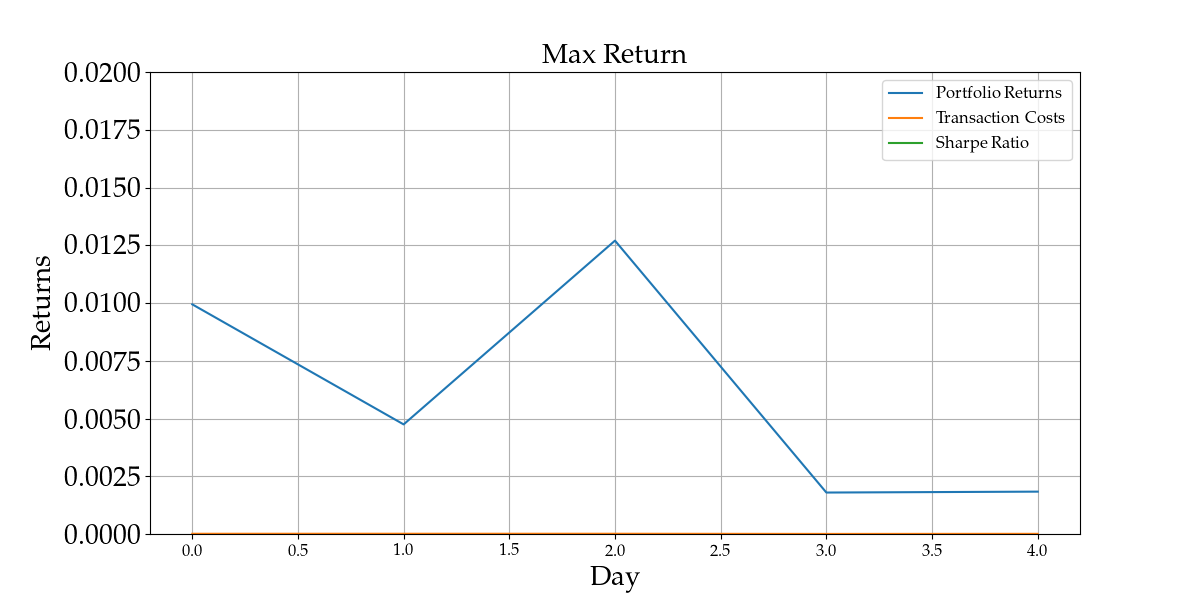 Max Return
0.0200
0.0175
0.0150
0.0125
0.0100
0.0075
0.0050
0.0025
0.0000
Returns
Portfolio Returns
Transaction Costs
Sharpe Ratio
0.0 0.5 1.0 1.5 2.0 2.5 3.0 3.5 4.0
Day